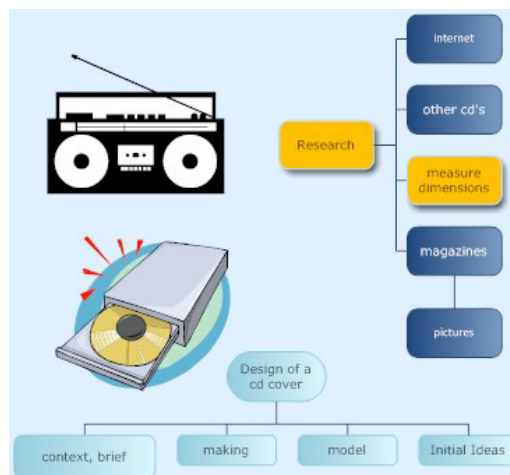 internet
other cd's
Research
measure
dimensions
magazines
pictures
Design of a
cd cover
context, brief
making
model
Initial Ideas